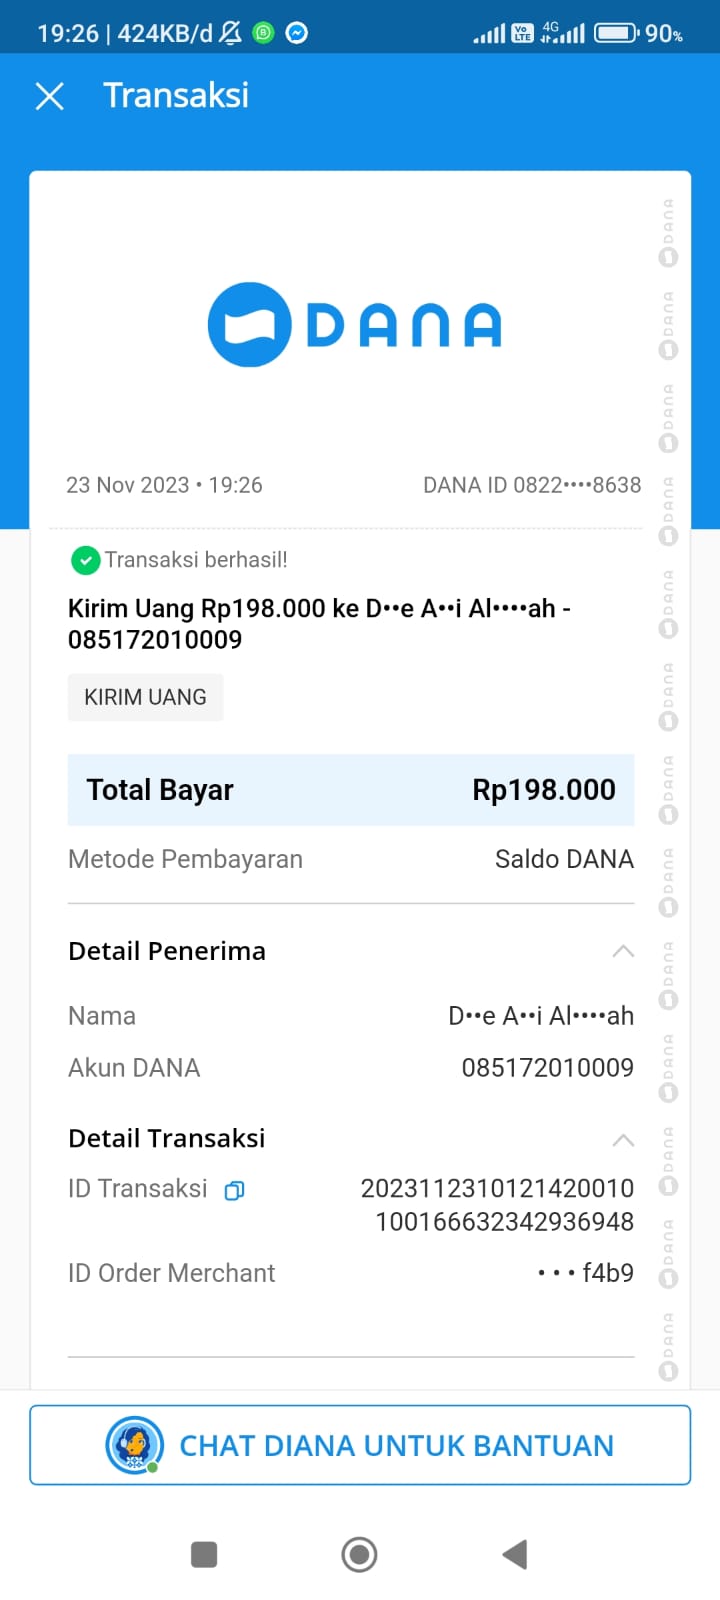 19:26 | 424KB/d
Vo LTE 4G 90%
Transaksi
DANA
23 Nov 2023 • 19:26
DANA ID 0822••••8638
Transaksi berhasil!
Kirim Uang Rp198.000 ke D••e A••i Al••••ah -
085172010009
KIRIM UANG
Total Bayar Rp198.000
Metode Pembayaran Saldo DANA
Detail Penerima
Nama D••e A••i Al••••ah
Akun DANA 085172010009
Detail Transaksi
ID Transaksi 2023112310121420010
100166632342936948
ID Order Merchant • • • f4b9
CHAT DIANA UNTUK BANTUAN
DANA
DANA
DANA
DANA
DANA
DANA
DANA
DANA
DANA
DANA
DANA
DANA
DANA